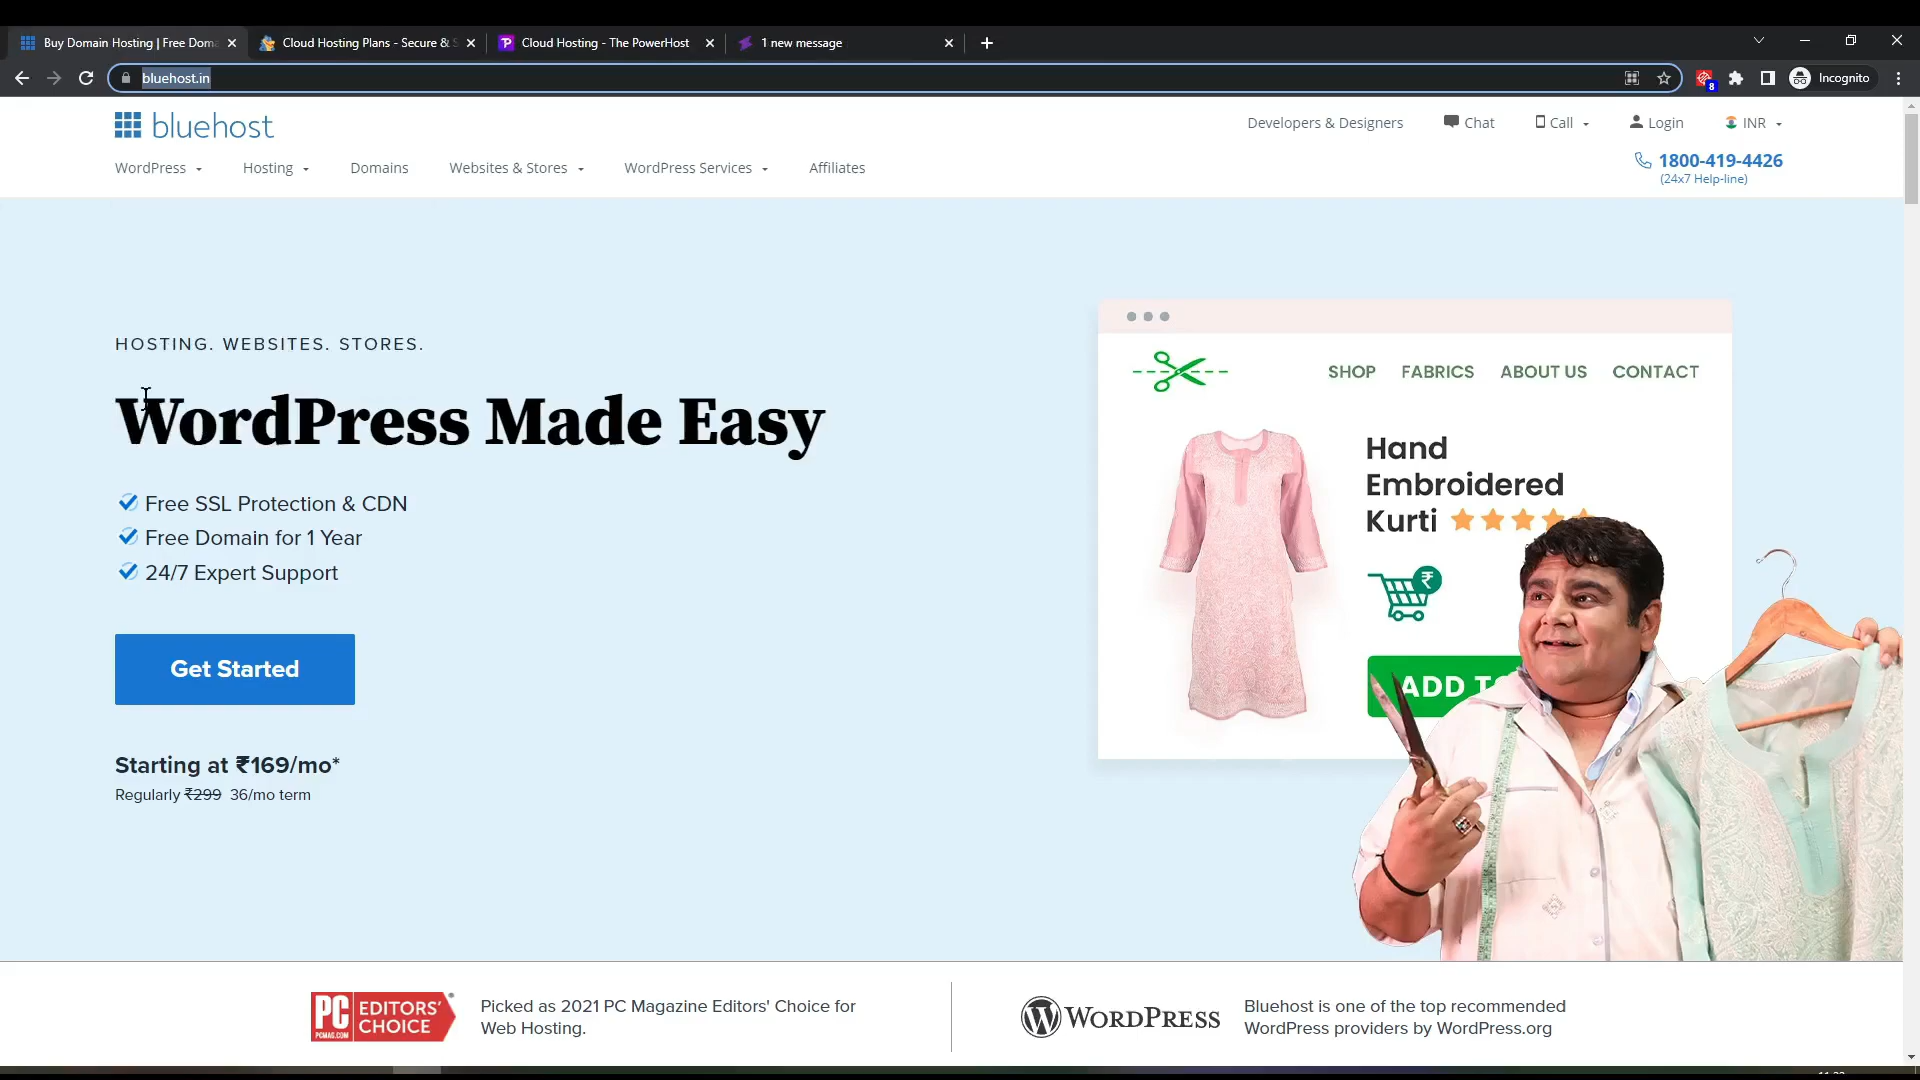 Buy Domain Hosting | Free Doma
Cloud Hosting Plans - Secure & S
Cloud Hosting - The PowerHost
1 new message
bluehost.in
8
Incognito
bluehost
Developers & Designers
Chat
Call
Login
INR
WordPress
Hosting
Domains
Websites & Stores
WordPress Services
Affiliates
1800-419-4426
(24x7 Help-line)
HOSTING. WEBSITES. STORES.
WordPress Made Easy
Free SSL Protection & CDN
Free Domain for 1 Year
24/7 Expert Support
Get Started
Starting at ₹169/mo*
Regularly ₹299 36/mo term
SHOP FABRICS ABOUT US CONTACT
Hand
Embroidered
Kurti
₹
ADD TO
PC EDITORS' CHOICE
PCMAG.COM
Picked as 2021 PC Magazine Editors' Choice for
Web Hosting.
WORDPRESS
Bluehost is one of the top recommended
WordPress providers by WordPress.org